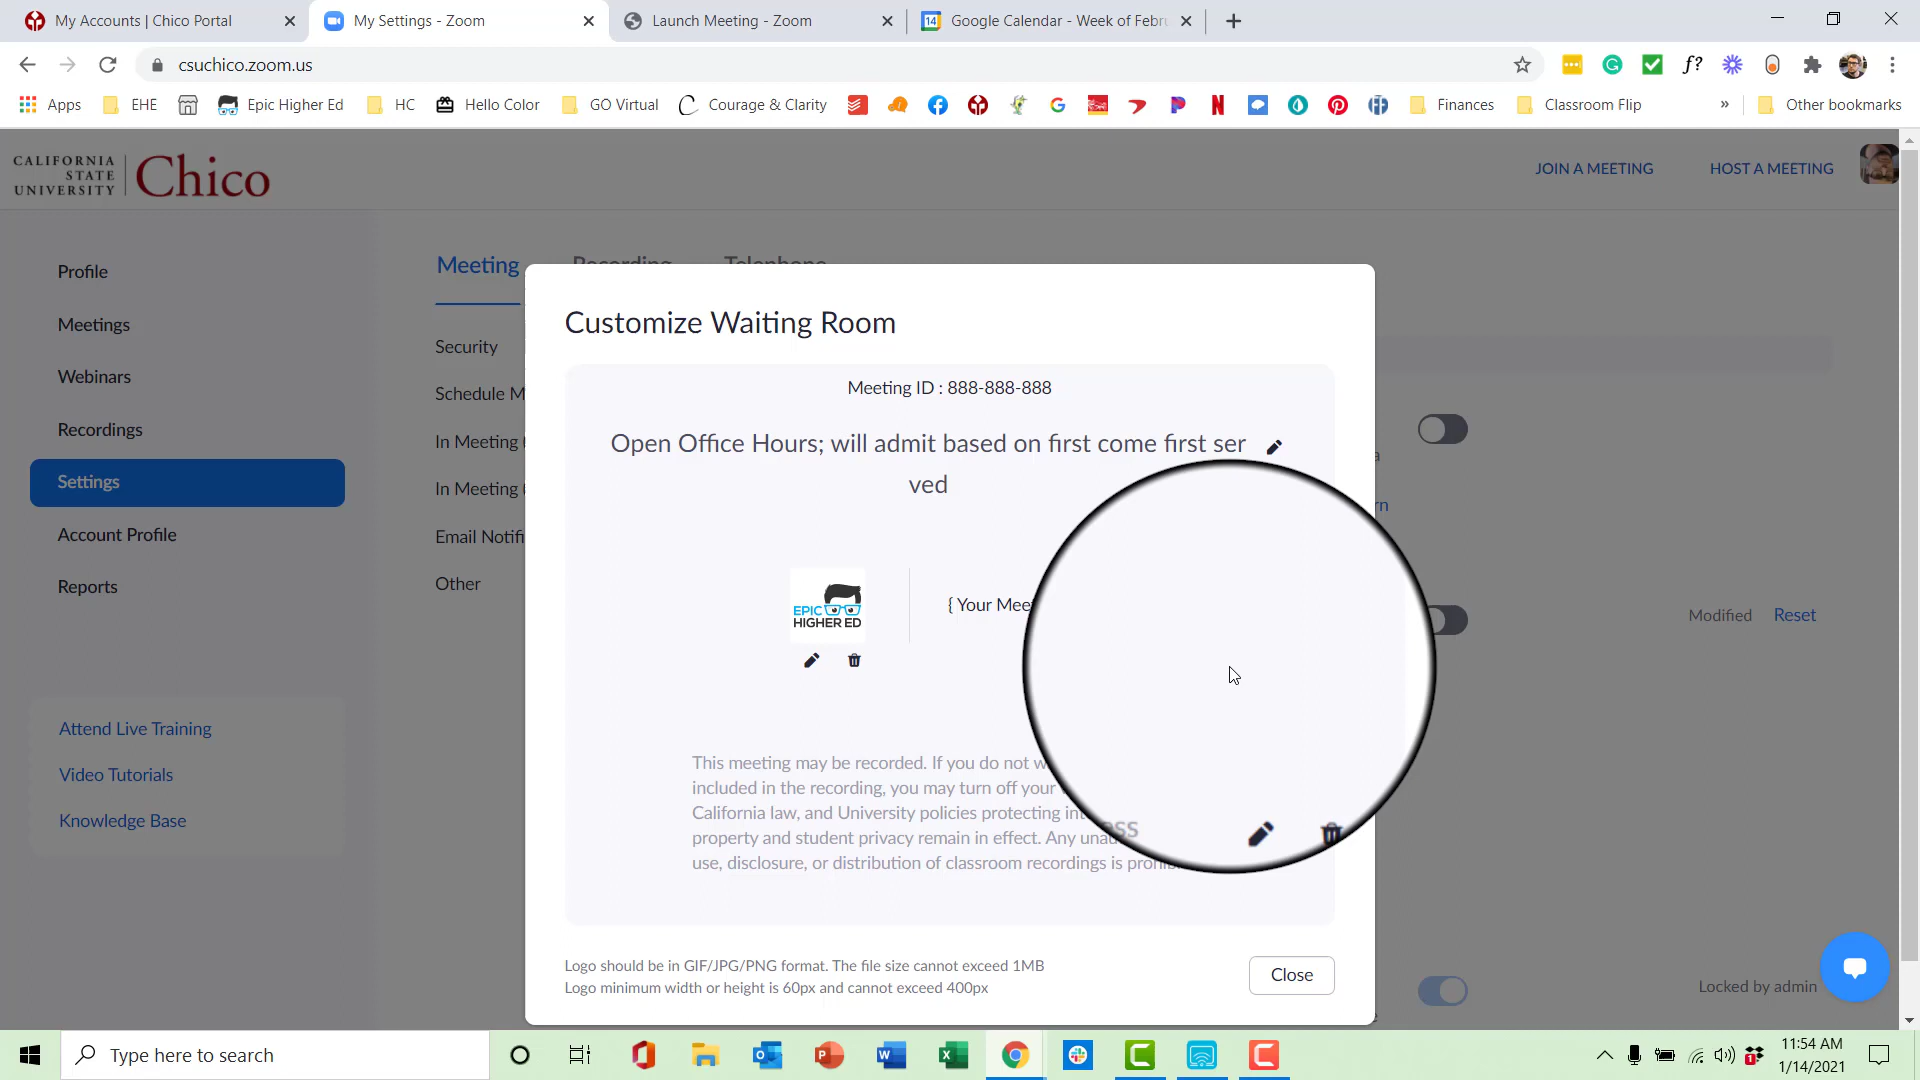 My Accounts | Chico Portal
My Settings - Zoom
Launch Meeting - Zoom
14
Google Calendar - Week of Febr
csuchico.zoom.us
Apps
EHE
Epic Higher Ed
HC
Hello Color
GO Virtual
Courage & Clarity
Finances
Classroom Flip
»
Other bookmarks
CALIFORNIA
STATE
UNIVERSITY
Chico
JOIN A MEETING
HOST A MEETING
Profile
Meetings
Webinars
Recordings
Settings
Account Profile
Reports
Attend Live Training
Video Tutorials
Knowledge Base
Meeting
Recording
Telephone
Security
Schedule M
In Meeting
In Meeting
Email Notifi
Other
Customize Waiting Room
Meeting ID : 888-888-888
Open Office Hours; will admit based on first come first ser
ved
EPIC
HIGHER ED
{ Your Mee
This meeting may be recorded. If you do not w
included in the recording, you may turn off your
California law, and University policies protecting int
property and student privacy remain in effect. Any unau
use, disclosure, or distribution of classroom recordings is prohi
Logo should be in GIF/JPG/PNG format. The file size cannot exceed 1MB
Logo minimum width or height is 60px and cannot exceed 400px
Close
rn
Modified
Reset
Locked by admin
Type here to search
11:54 AM
1/14/2021